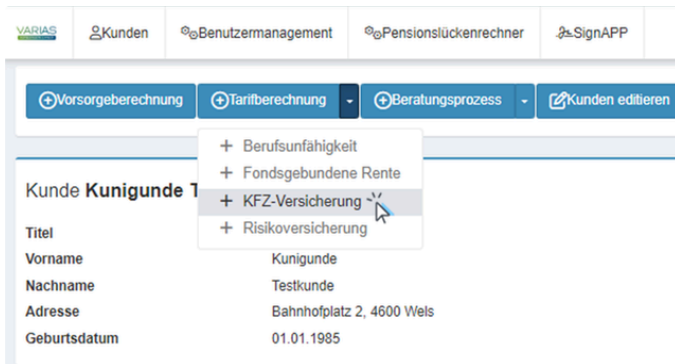 VARIAS Kunden Benutzermanagement Pensionslückenrechner SignAPP
Vorsorgeberechnung Tarifberechnung Beratungsprozess Kunden editieren
+ Berufsunfähigkeit
+ Fondsgebundene Rente
+ KFZ-Versicherung
+ Risikoversicherung
Kunde Kunigunde T
Titel
Vorname Kunigunde
Nachname Testkunde
Adresse Bahnhofplatz 2, 4600 Wels
Geburtsdatum 01.01.1985